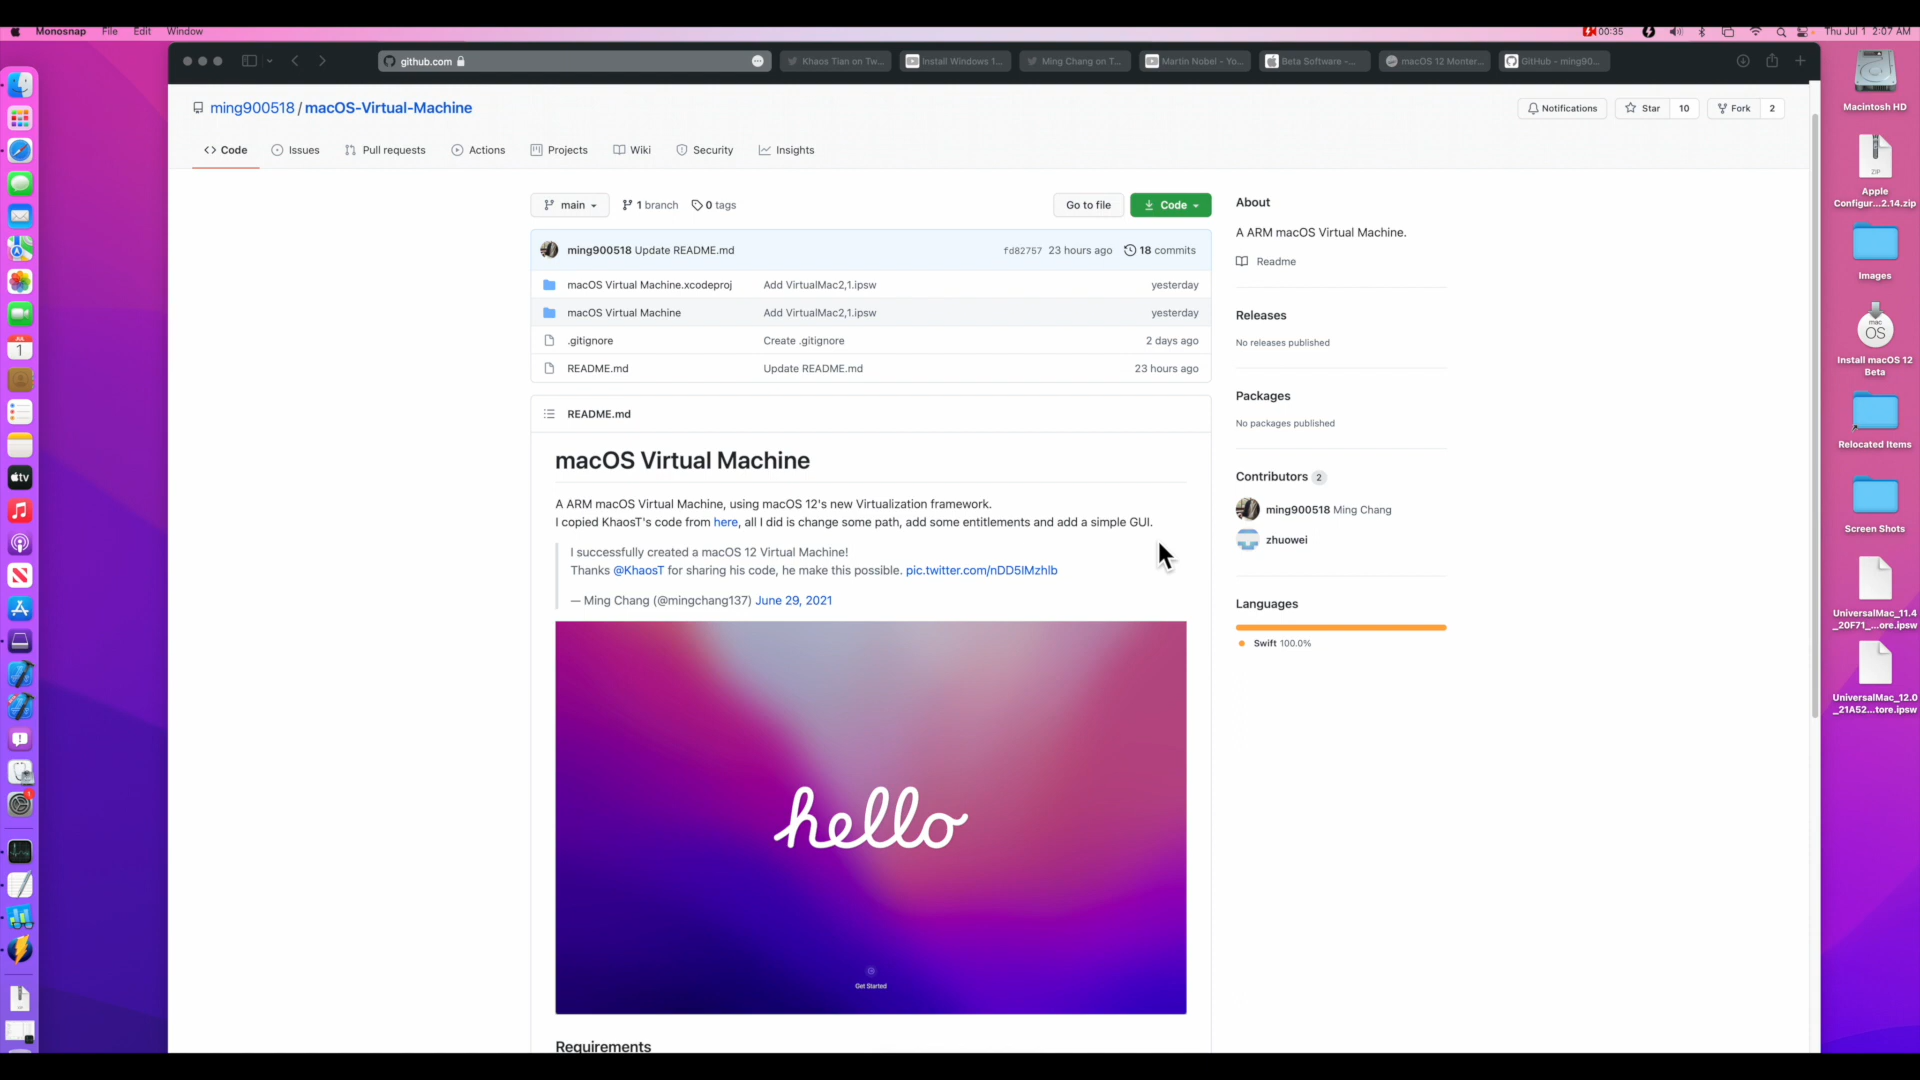 Monosnap File Edit Window
00:35
Thu Jul 1 2:07 AM
github.com
Khaos Tian on Tw...
Install Windows 1...
Ming Chang on T...
Martin Nobel - Yo...
Beta Software -...
macOS 12 Monter...
GitHub - ming90...
ming900518 / macOS-Virtual-Machine
Notifications
Star 10
Fork 2
Code
Issues
Pull requests
Actions
Projects
Wiki
Security
Insights
main
1 branch
0 tags
Go to file
Code
ming900518 Update README.md
fd82757 23 hours ago 18 commits
macOS Virtual Machine.xcodeproj Add VirtualMac2,1.ipsw yesterday
macOS Virtual Machine Add VirtualMac2,1.ipsw yesterday
.gitignore Create .gitignore 2 days ago
README.md Update README.md 23 hours ago
README.md
macOS Virtual Machine
A ARM macOS Virtual Machine, using macOS 12's new Virtualization framework.
I copied KhaosT's code from here, all I did is change some path, add some entitlements and add a simple GUI.
I successfully created a macOS 12 Virtual Machine!
Thanks @KhaosT for sharing his code, he make this possible. pic.twitter.com/nDD5lMzhlb
— Ming Chang (@mingchang137) June 29, 2021
hello
Get Started
Requirements
About
A ARM macOS Virtual Machine.
Readme
Releases
No releases published
Packages
No packages published
Contributors 2
ming900518 Ming Chang
zhuowei
Languages
Swift 100.0%
Macintosh HD
ZIP
Apple
Configur...2.14.zip
Images
mac
OS
Install macOS 12
Beta
Relocated Items
Screen Shots
UniversalMac_11.4
_20F71_...ore.ipsw
UniversalMac_12.0
_21A52...tore.ipsw
JUL
1
tv
1